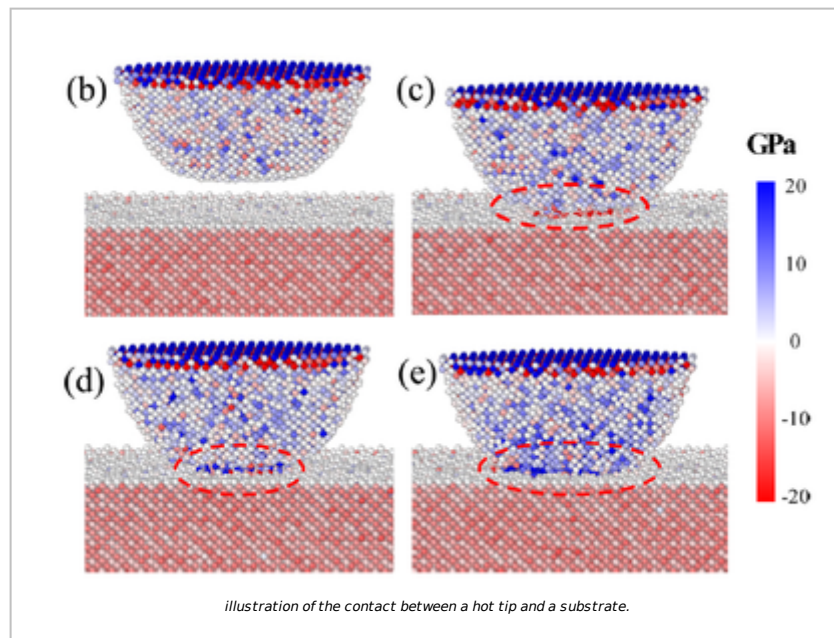 (b)
(c)
GPa
20
10
0
-10
-20
(d)
(e)
illustration of the contact between a hot tip and a substrate.